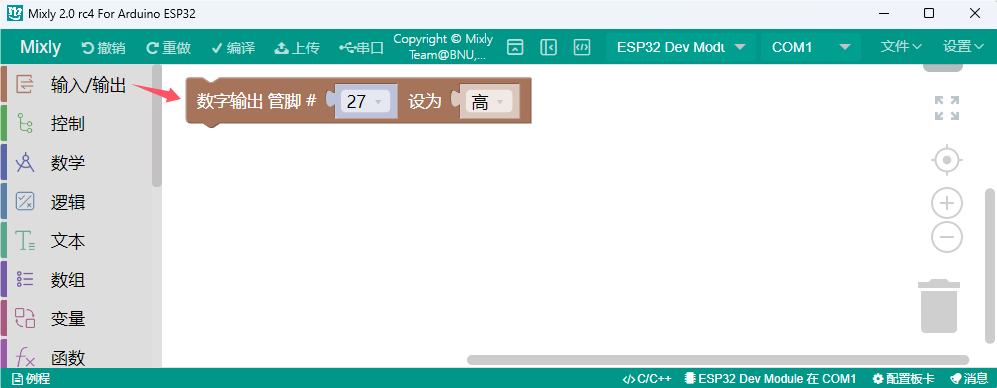 Mixly 2.0 rc4 For Arduino ESP32
Mixly 撤销 重做 编译 上传 串口 Copyright © Mixly Team@BNU,... ESP32 Dev Modu COM1 文件 设置
输入/输出
数字输出 管脚 # 27 设为 高
控制
数学
逻辑
文本
数组
变量
函数
例程 C/C++ ESP32 Dev Module 在 COM1 配置板卡 消息